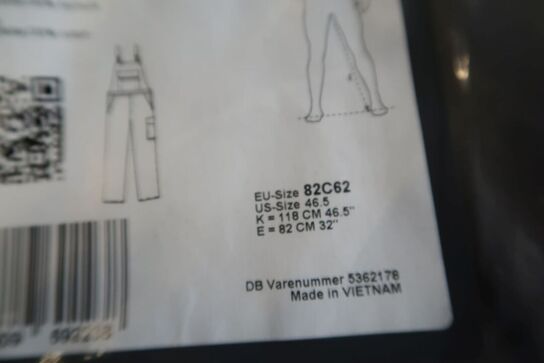 EU-Size 82C62
US-Size 46.5
K = 118 CM 46.5"
E = 82 CM 32"
DB Varenummer 5362178
Made in VIETNAM